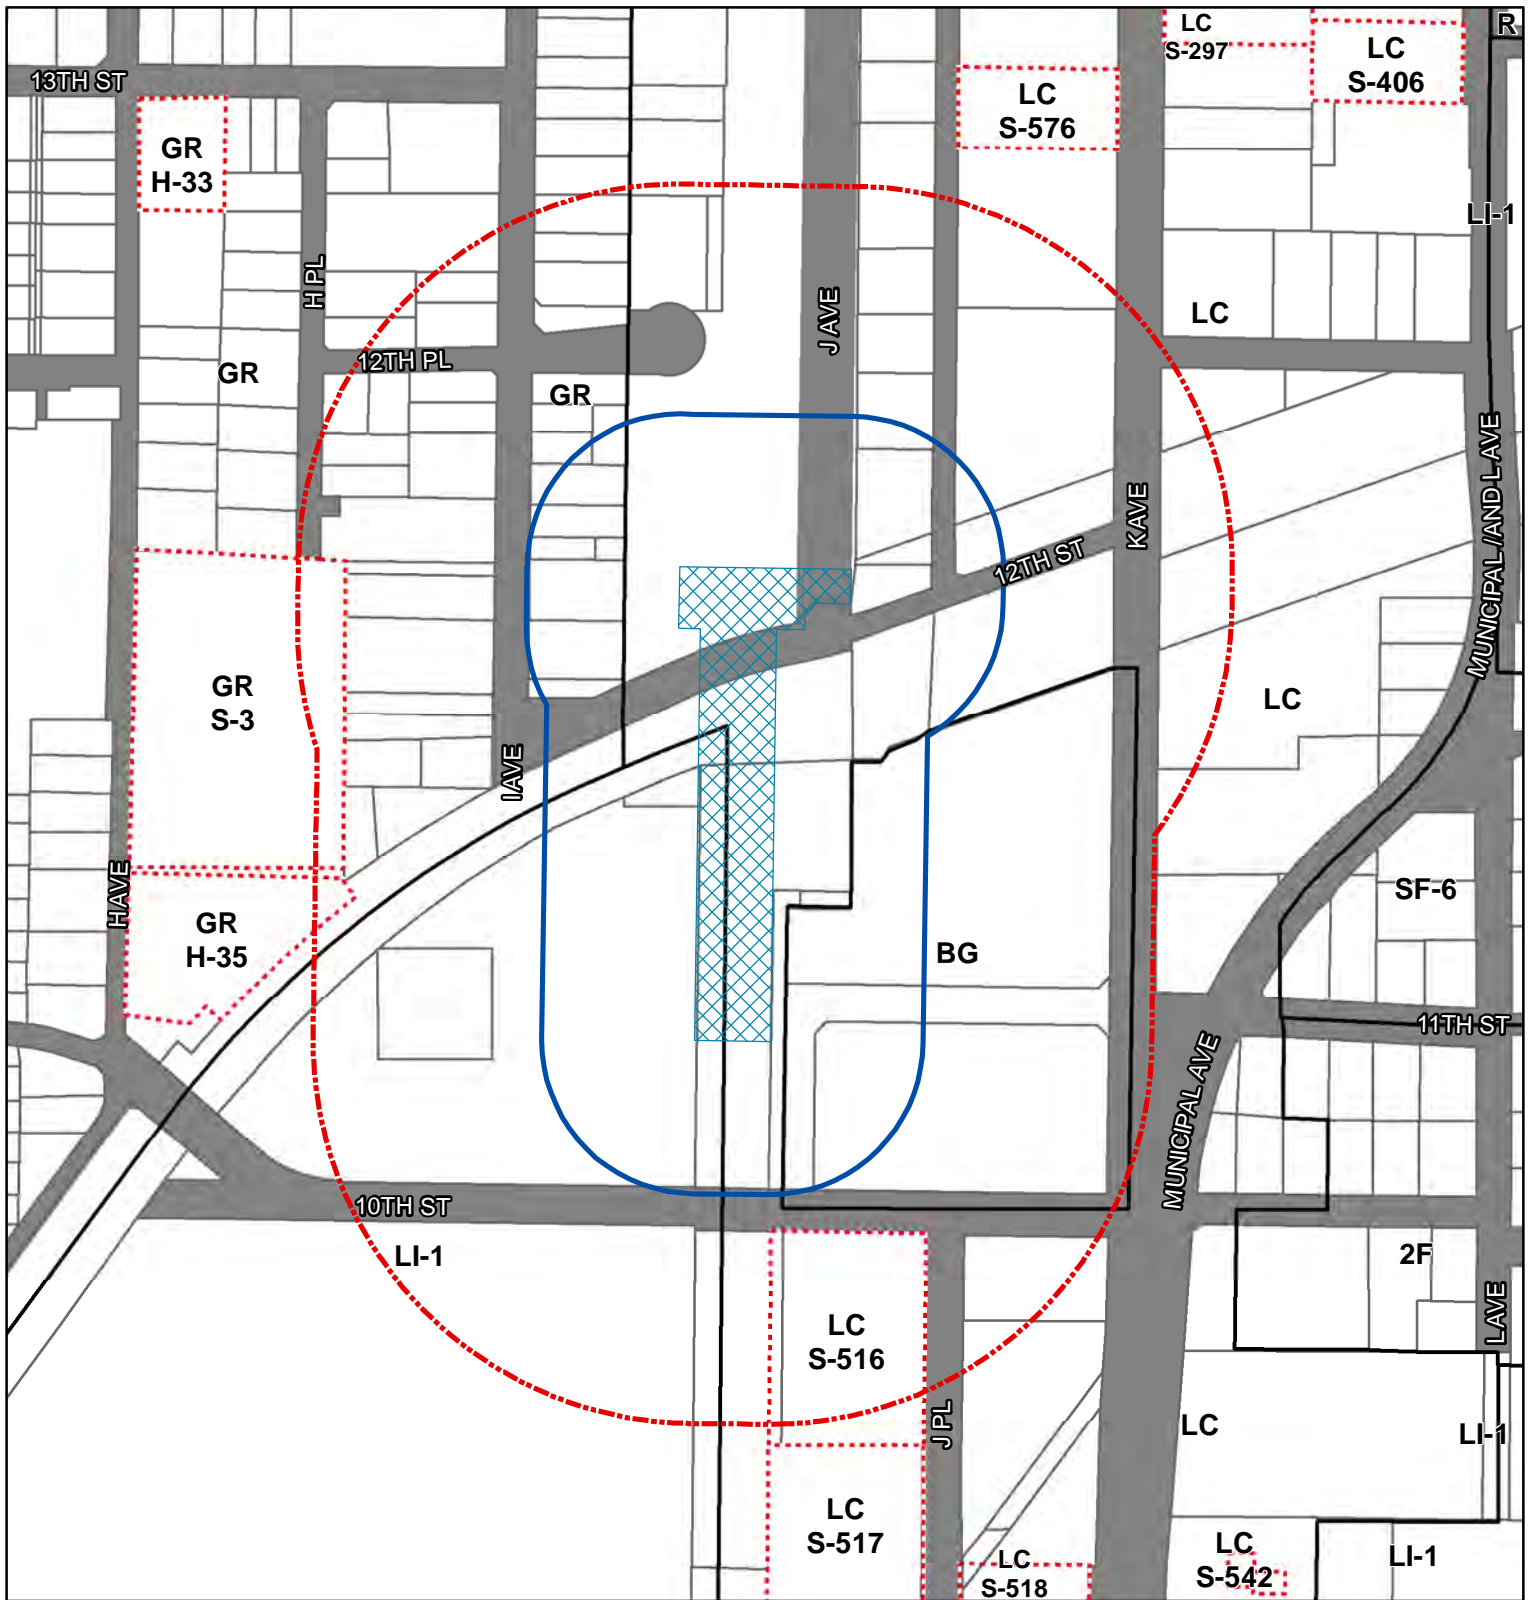 LC
S-297
R
LC
S-406
13TH ST
LC
S-576
GR
H-33
LI-1
H PL
J AVE
LC
12TH PL
GR
GR
K AVE
MUNICIPAL /AND L AVE
12TH ST
GR
S-3
LC
I AVE
H AVE
SF-6
GR
H-35
BG
11TH ST
MUNICIPAL AVE
10TH ST
LI-1
2F
L AVE
LC
S-516
J PL
LC
LI-1
LC
S-517
LC
S-518
LC
S-542
LI-1